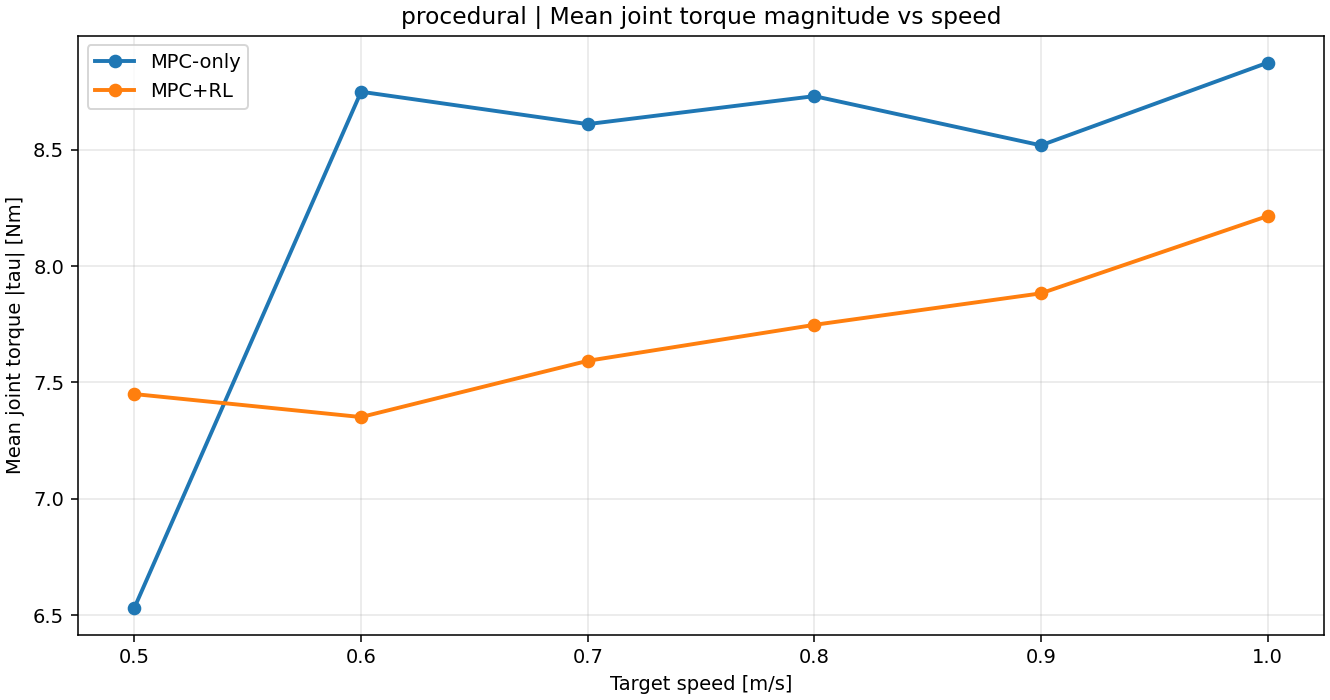 procedural | Mean joint torque magnitude vs speed
MPC-only
MPC+RL
Mean joint torque |tau| [Nm]
8.5
8.0
7.5
7.0
6.5
0.5 0.6 0.7 0.8 0.9 1.0
Target speed [m/s]